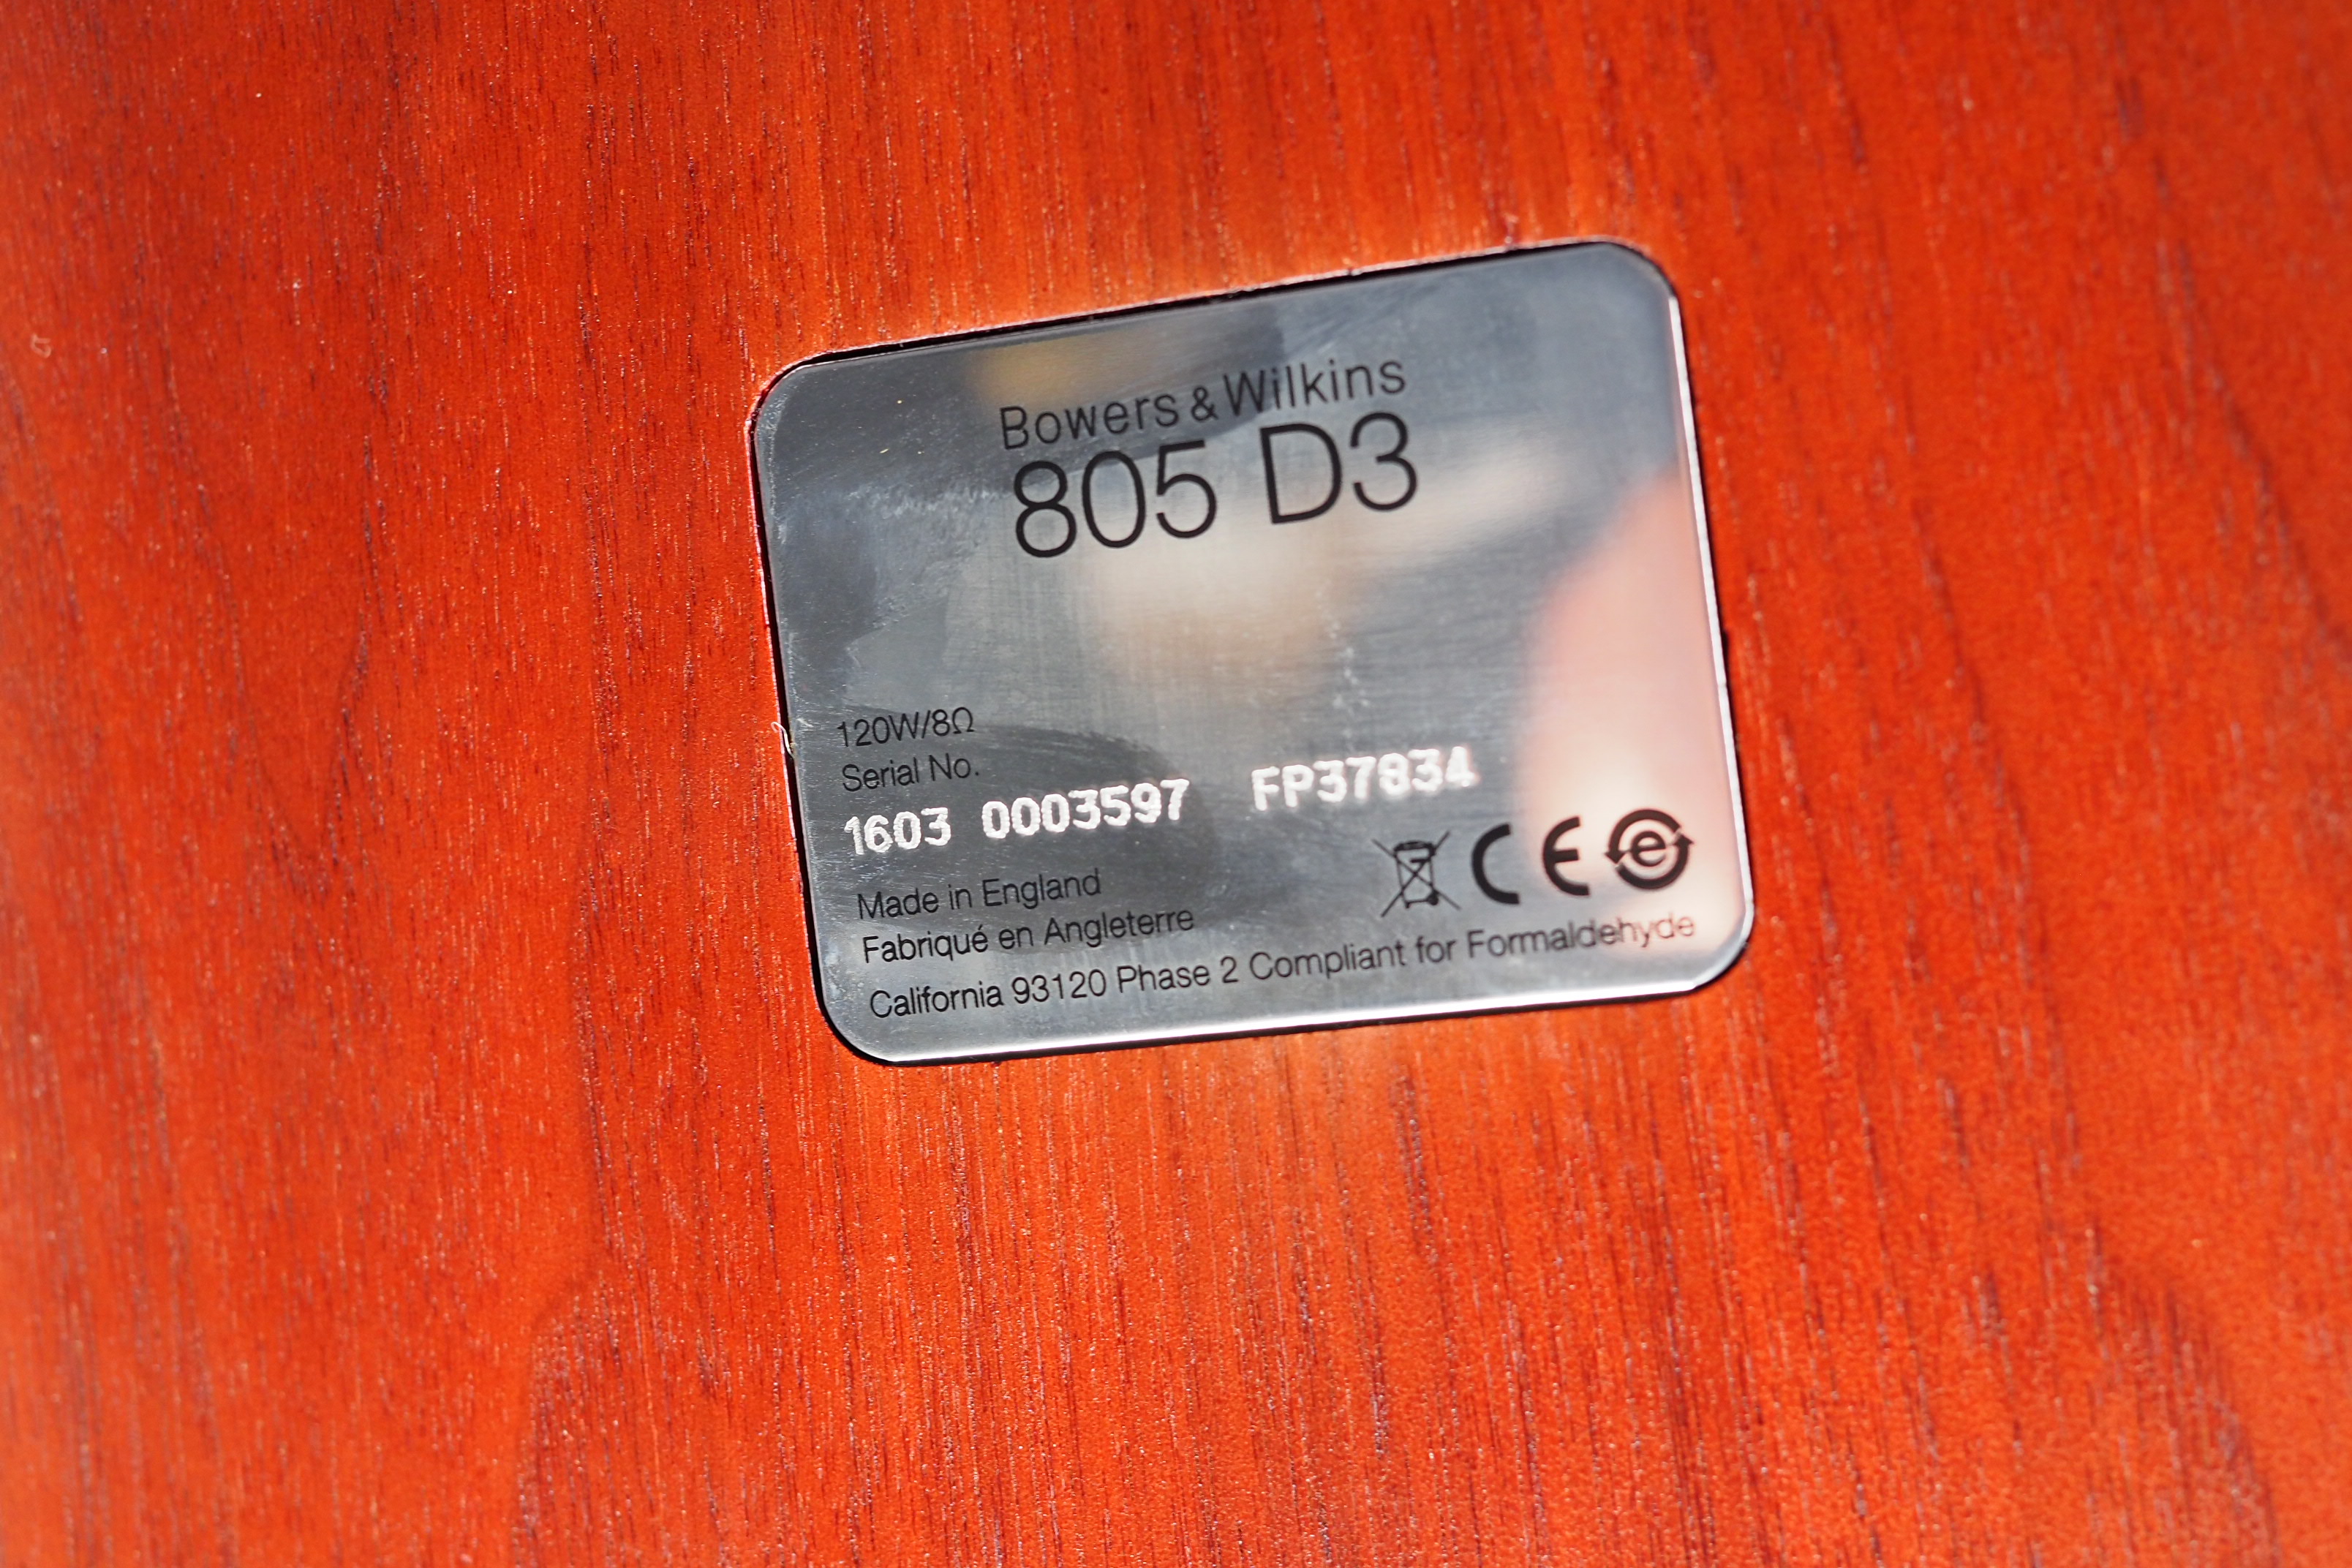 Bowers & Wilkins
805 D3
120W/8Ω
Serial No.
1603 0003597 FP37834
Made in England
Fabriqué en Angleterre
CE e
California 93120 Phase 2 Compliant for Formaldehyde